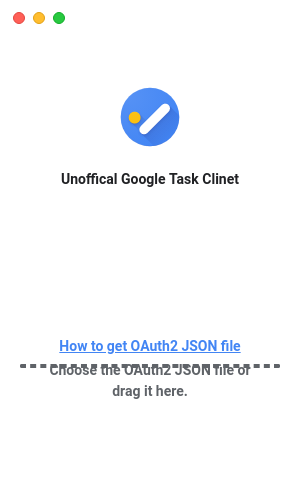 Unoffical Google Task Clinet
How to get OAuth2 JSON file
Choose the OAuth2 JSON file or
drag it here.